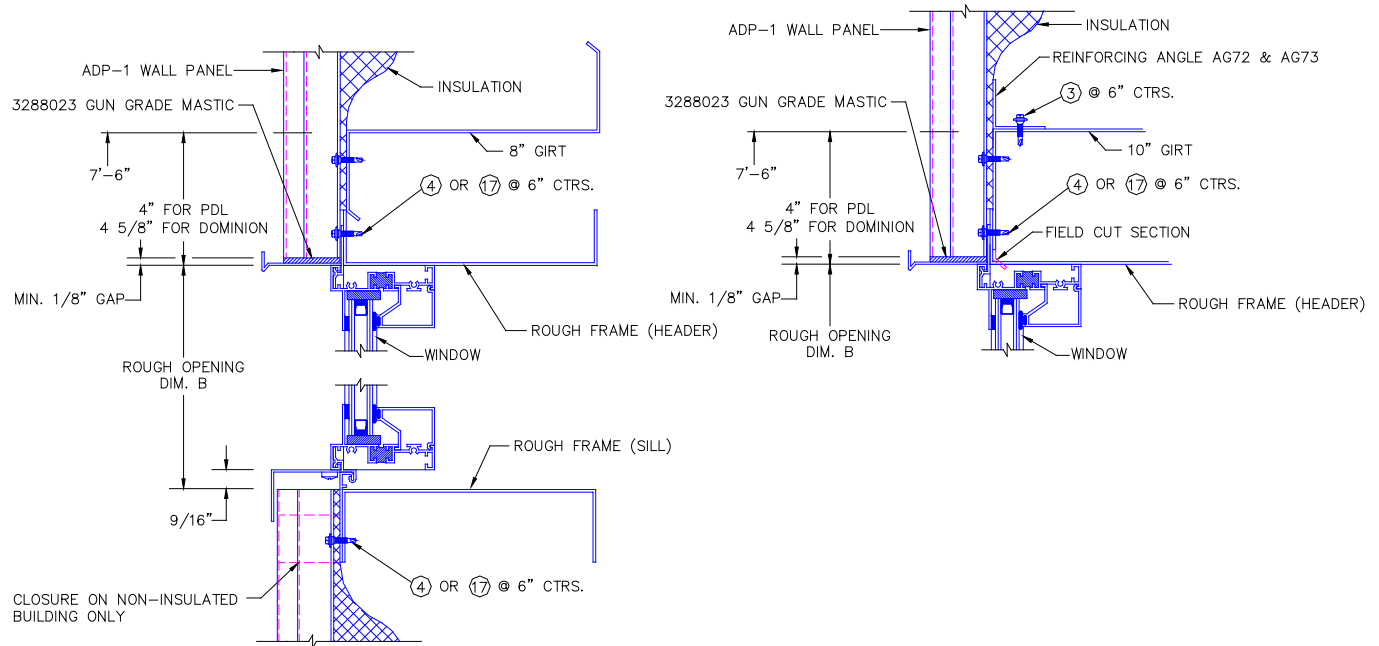 ADP-1 WALL PANEL
INSULATION
3288023 GUN GRADE MASTIC
8" GIRT
7'-6"
4 OR 17 @ 6" CTRS.
4" FOR PDL
4 5/8" FOR DOMINION
MIN. 1/8" GAP
ROUGH FRAME (HEADER)
WINDOW
ROUGH OPENING
DIM. B
ROUGH FRAME (SILL)
9/16"
4 OR 17 @ 6" CTRS.
CLOSURE ON NON-INSULATED
BUILDING ONLY
ADP-1 WALL PANEL
INSULATION
REINFORCING ANGLE AG72 & AG73
3288023 GUN GRADE MASTIC
3 @ 6" CTRS.
10" GIRT
7'-6"
4 OR 17 @ 6" CTRS.
4" FOR PDL
4 5/8" FOR DOMINION
FIELD CUT SECTION
MIN. 1/8" GAP
ROUGH FRAME (HEADER)
ROUGH OPENING
DIM. B
WINDOW